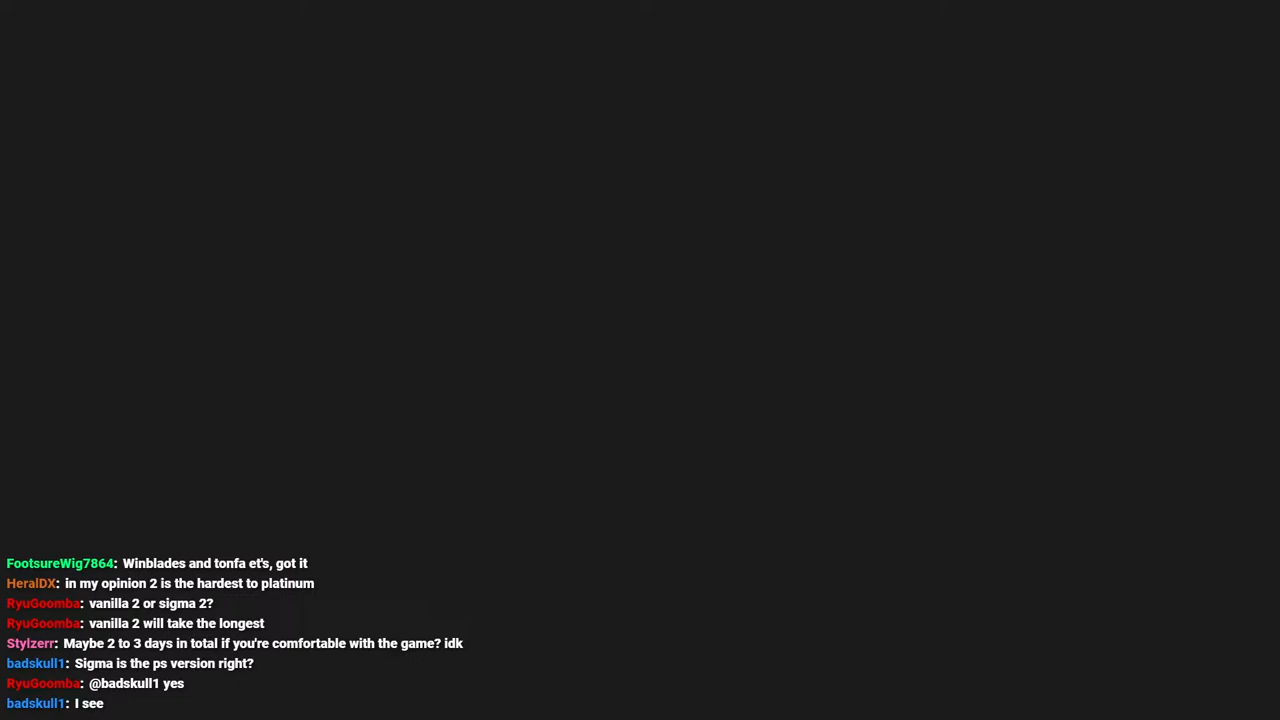 FootsureWig7864: Winblades and tonfa et's, got it
HeralDX: in my opinion 2 is the hardest to platinum
RyuGoomba: vanilla 2 or sigma 2?
RyuGoomba: vanilla 2 will take the longest
Stylzerr: Maybe 2 to 3 days in total if you're comfortable with the game? idk
badskull1: Sigma is the ps version right?
RyuGoomba: @badskull1 yes
badskull1: I see